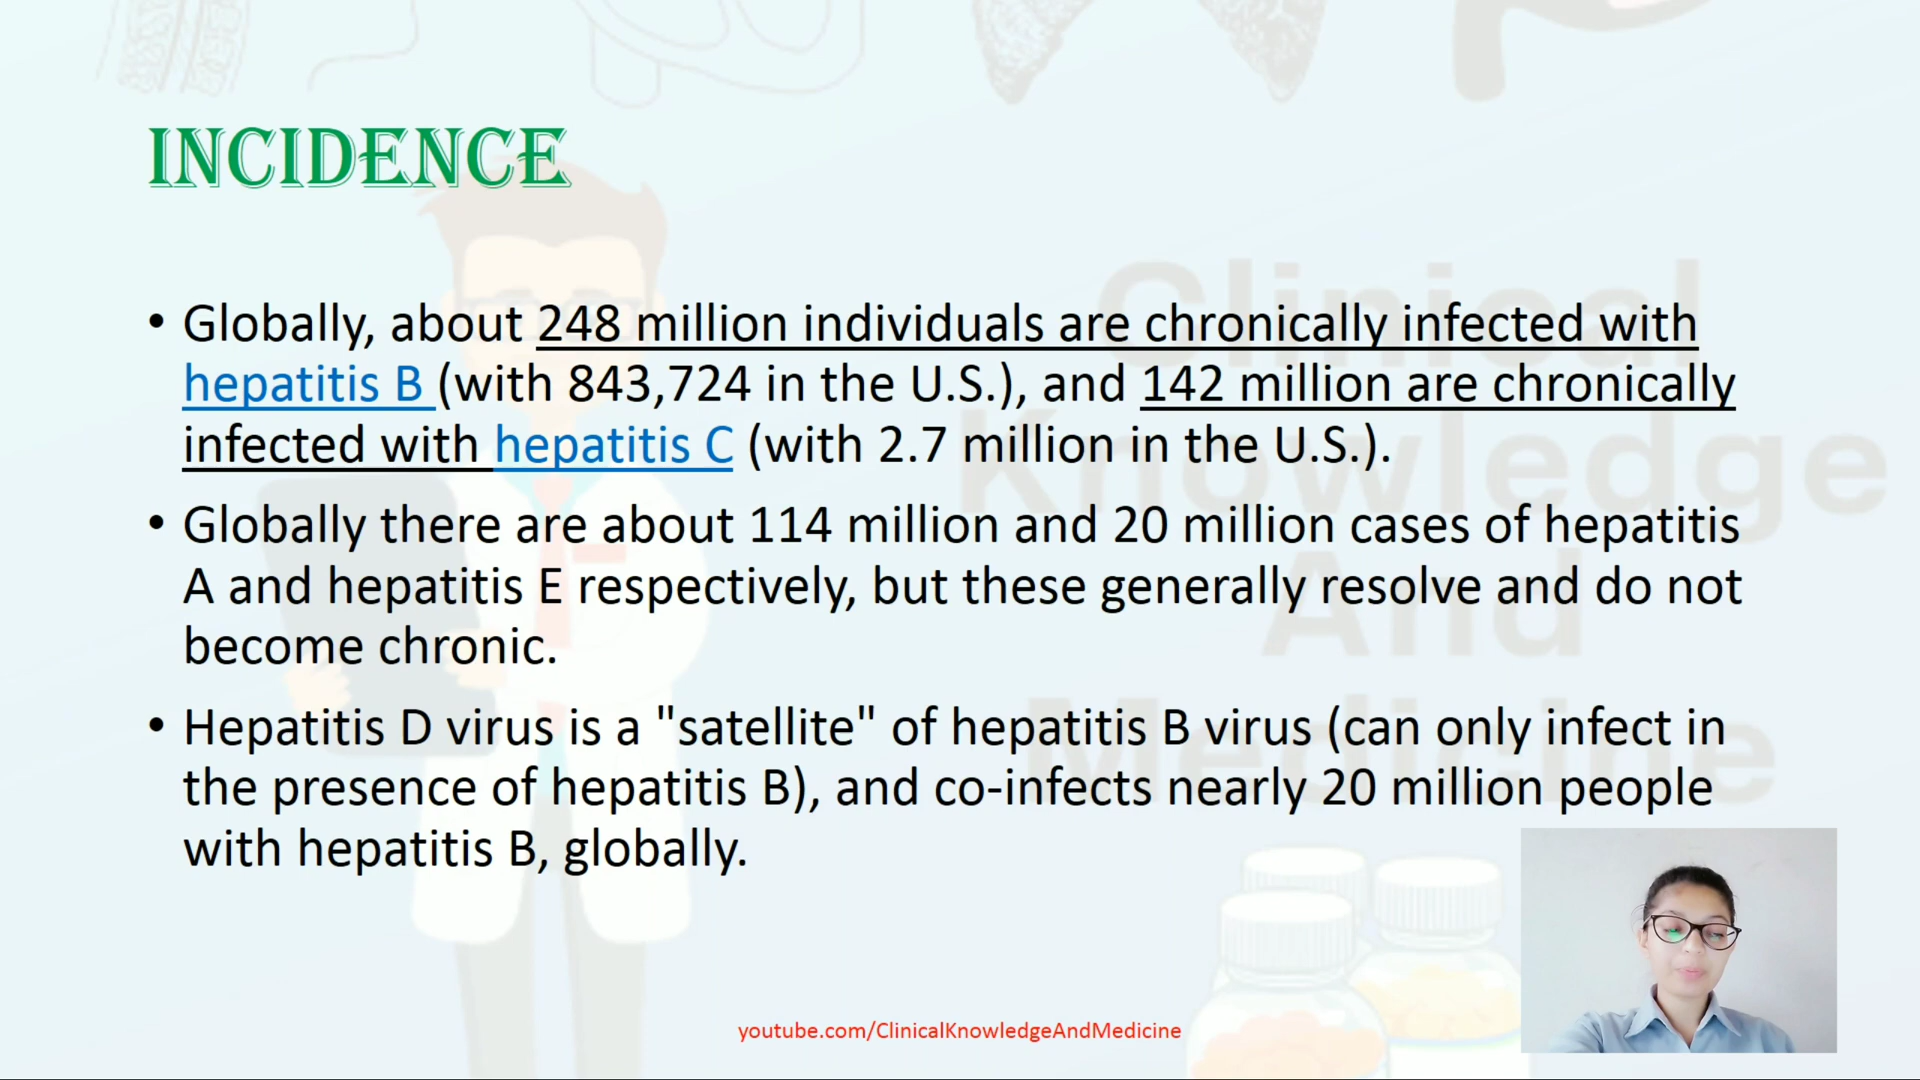 INCIDENCE
• Globally, about 248 million individuals are chronically infected with
hepatitis B (with 843,724 in the U.S.), and 142 million are chronically
infected with hepatitis C (with 2.7 million in the U.S.).
• Globally there are about 114 million and 20 million cases of hepatitis
A and hepatitis E respectively, but these generally resolve and do not
become chronic.
• Hepatitis D virus is a "satellite" of hepatitis B virus (can only infect in
the presence of hepatitis B), and co-infects nearly 20 million people
with hepatitis B, globally.
Clinical
Knowledge
And
Medicine
youtube.com/ClinicalKnowledgeAndMedicine